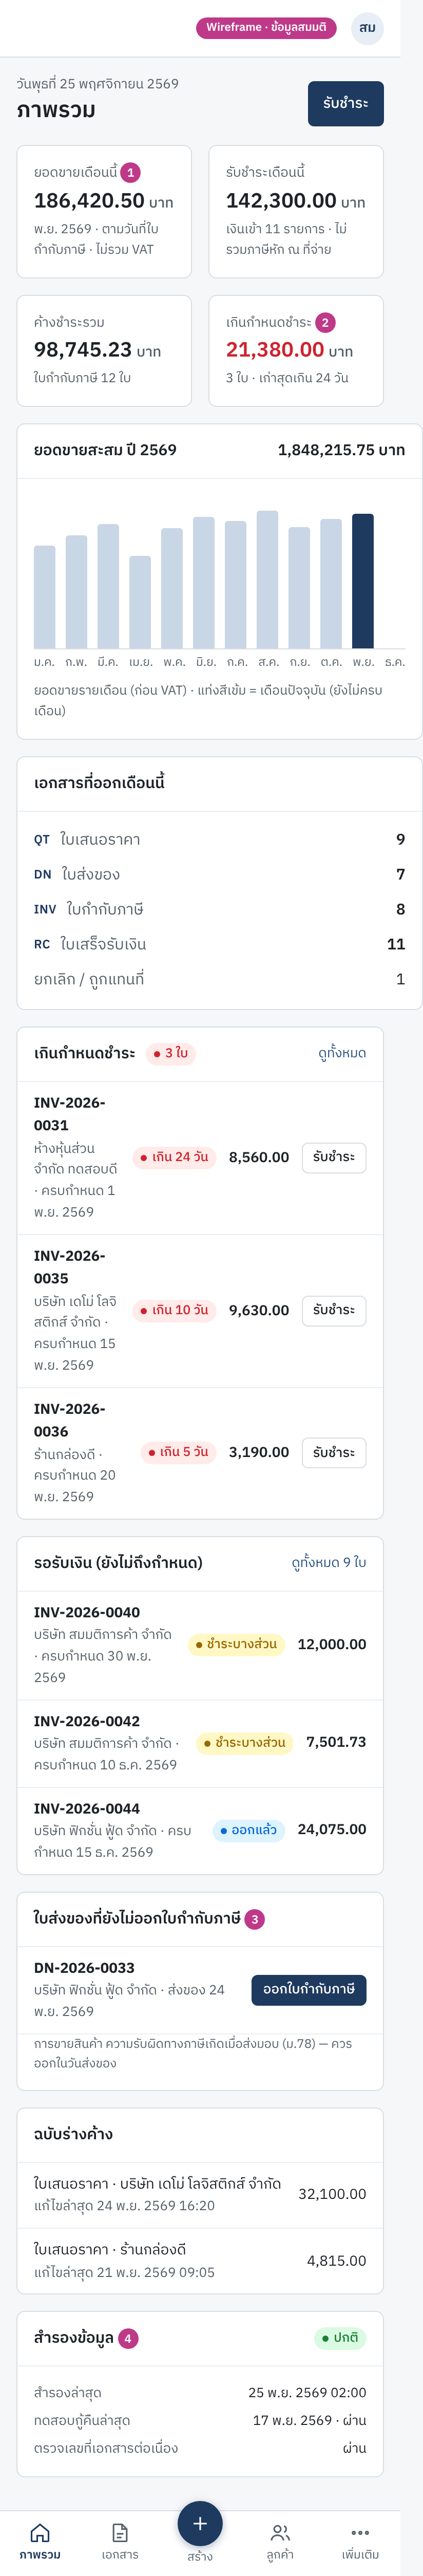 Wireframe · ข้อมูลสมมติ
สม
วันพุธที่ 25 พฤศจิกายน 2569
ภาพรวม
รับชำระ
ยอดขายเดือนนี้ 1
186,420.50 บาท
พ.ย. 2569 · ตามวันที่ใบ
กำกับภาษี · ไม่รวม VAT
รับชำระเดือนนี้
142,300.00 บาท
เงินเข้า 11 รายการ · ไม่
รวมภาษีหัก ณ ที่จ่าย
ค้างชำระรวม
98,745.23 บาท
ใบกำกับภาษี 12 ใบ
เกินกำหนดชำระ 2
21,380.00 บาท
3 ใบ · เก่าสุดเกิน 24 วัน
ยอดขายสะสม ปี 2569
1,848,215.75 บาท
ม.ค. ก.พ. มี.ค. เม.ย. พ.ค. มิ.ย. ก.ค. ส.ค. ก.ย. ต.ค. พ.ย. ธ.ค.
ยอดขายรายเดือน (ก่อน VAT) · แท่งสีเข้ม = เดือนปัจจุบัน (ยังไม่ครบ
เดือน)
เอกสารที่ออกเดือนนี้
QT ใบเสนอราคา 9
DN ใบส่งของ 7
INV ใบกำกับภาษี 8
RC ใบเสร็จรับเงิน 11
ยกเลิก / ถูกแทนที่ 1
เกินกำหนดชำระ 3 ใบ ดูทั้งหมด
INV-2026-
0031
ห้างหุ้นส่วน
จำกัด ทดสอบดี
· ครบกำหนด 1
พ.ย. 2569
เกิน 24 วัน 8,560.00 รับชำระ
INV-2026-
0035
บริษัท เดโม่ โลจิ
สติกส์ จำกัด ·
ครบกำหนด 15
พ.ย. 2569
เกิน 10 วัน 9,630.00 รับชำระ
INV-2026-
0036
ร้านกล่องดี ·
ครบกำหนด 20
พ.ย. 2569
เกิน 5 วัน 3,190.00 รับชำระ
รอรับเงิน (ยังไม่ถึงกำหนด) ดูทั้งหมด 9 ใบ
INV-2026-0040
บริษัท สมมติการค้า จำกัด
· ครบกำหนด 30 พ.ย.
2569
ชำระบางส่วน 12,000.00
INV-2026-0042
บริษัท สมมติการค้า จำกัด ·
ครบกำหนด 10 ธ.ค. 2569
ชำระบางส่วน 7,501.73
INV-2026-0044
บริษัท ฟิกชั่น ฟู้ด จำกัด · ครบ
กำหนด 15 ธ.ค. 2569
ออกแล้ว 24,075.00
ใบส่งของที่ยังไม่ออกใบกำกับภาษี 3
DN-2026-0033
บริษัท ฟิกชั่น ฟู้ด จำกัด · ส่งของ 24
พ.ย. 2569
ออกใบกำกับภาษี
การขายสินค้า ความรับผิดทางภาษีเกิดเมื่อส่งมอบ (ม.78) — ควร
ออกในวันส่งของ
ฉบับร่างค้าง
ใบเสนอราคา · บริษัท เดโม่ โลจิสติกส์ จำกัด
แก้ไขล่าสุด 24 พ.ย. 2569 16:20
32,100.00
ใบเสนอราคา · ร้านกล่องดี
แก้ไขล่าสุด 21 พ.ย. 2569 09:05
4,815.00
สำรองข้อมูล 4 ปกติ
สำรองล่าสุด 25 พ.ย. 2569 02:00
ทดสอบกู้คืนล่าสุด 17 พ.ย. 2569 · ผ่าน
ตรวจเลขที่เอกสารต่อเนื่อง ผ่าน
ภาพรวม เอกสาร สร้าง ลูกค้า เพิ่มเติม